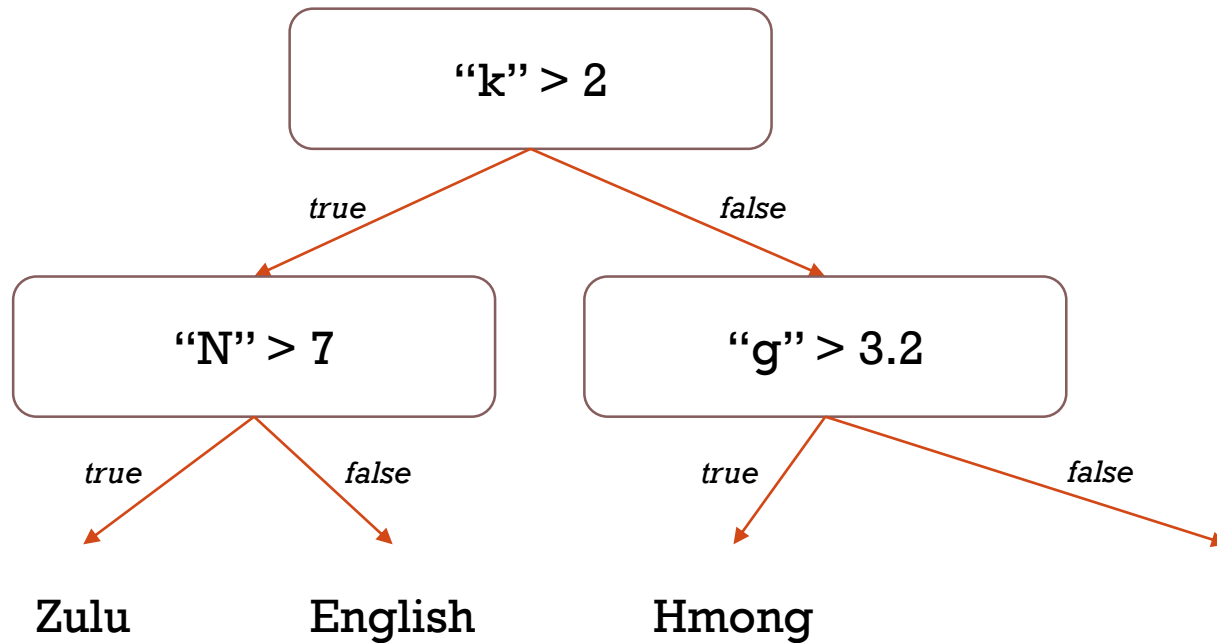 “k” > 2
true
false
“N” > 7
“g” > 3.2
true
false
true
false
Zulu
English
Hmong